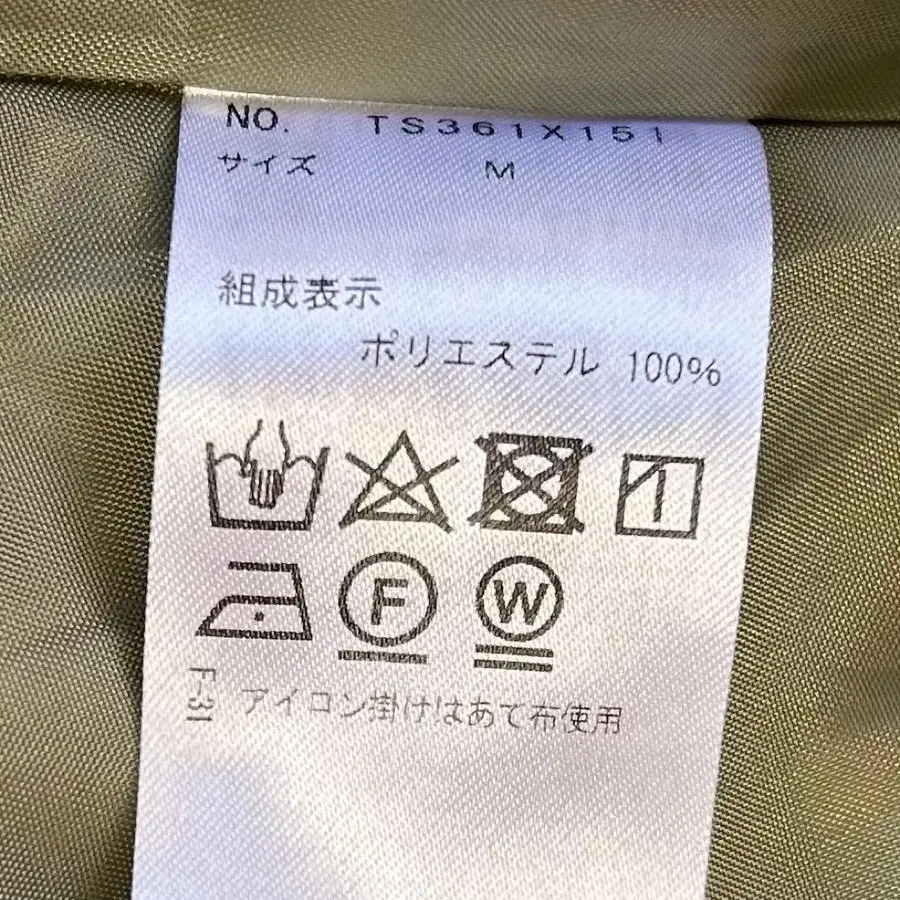 NO. TS361X151
サイズ M
組成表示
ポリエステル 100%
F W
F-31 アイロン掛けはあて布使用